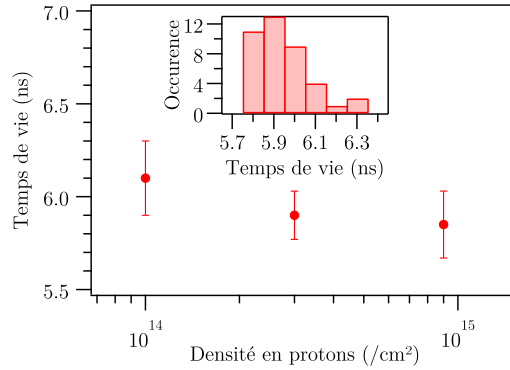 7.0
6.5
6.0
5.5
Temps de vie (ns)
12
8
4
0
Occurence
5.7 5.9 6.1 6.3
Temps de vie (ns)
10^14 10^15
Densité en protons (/cm²)